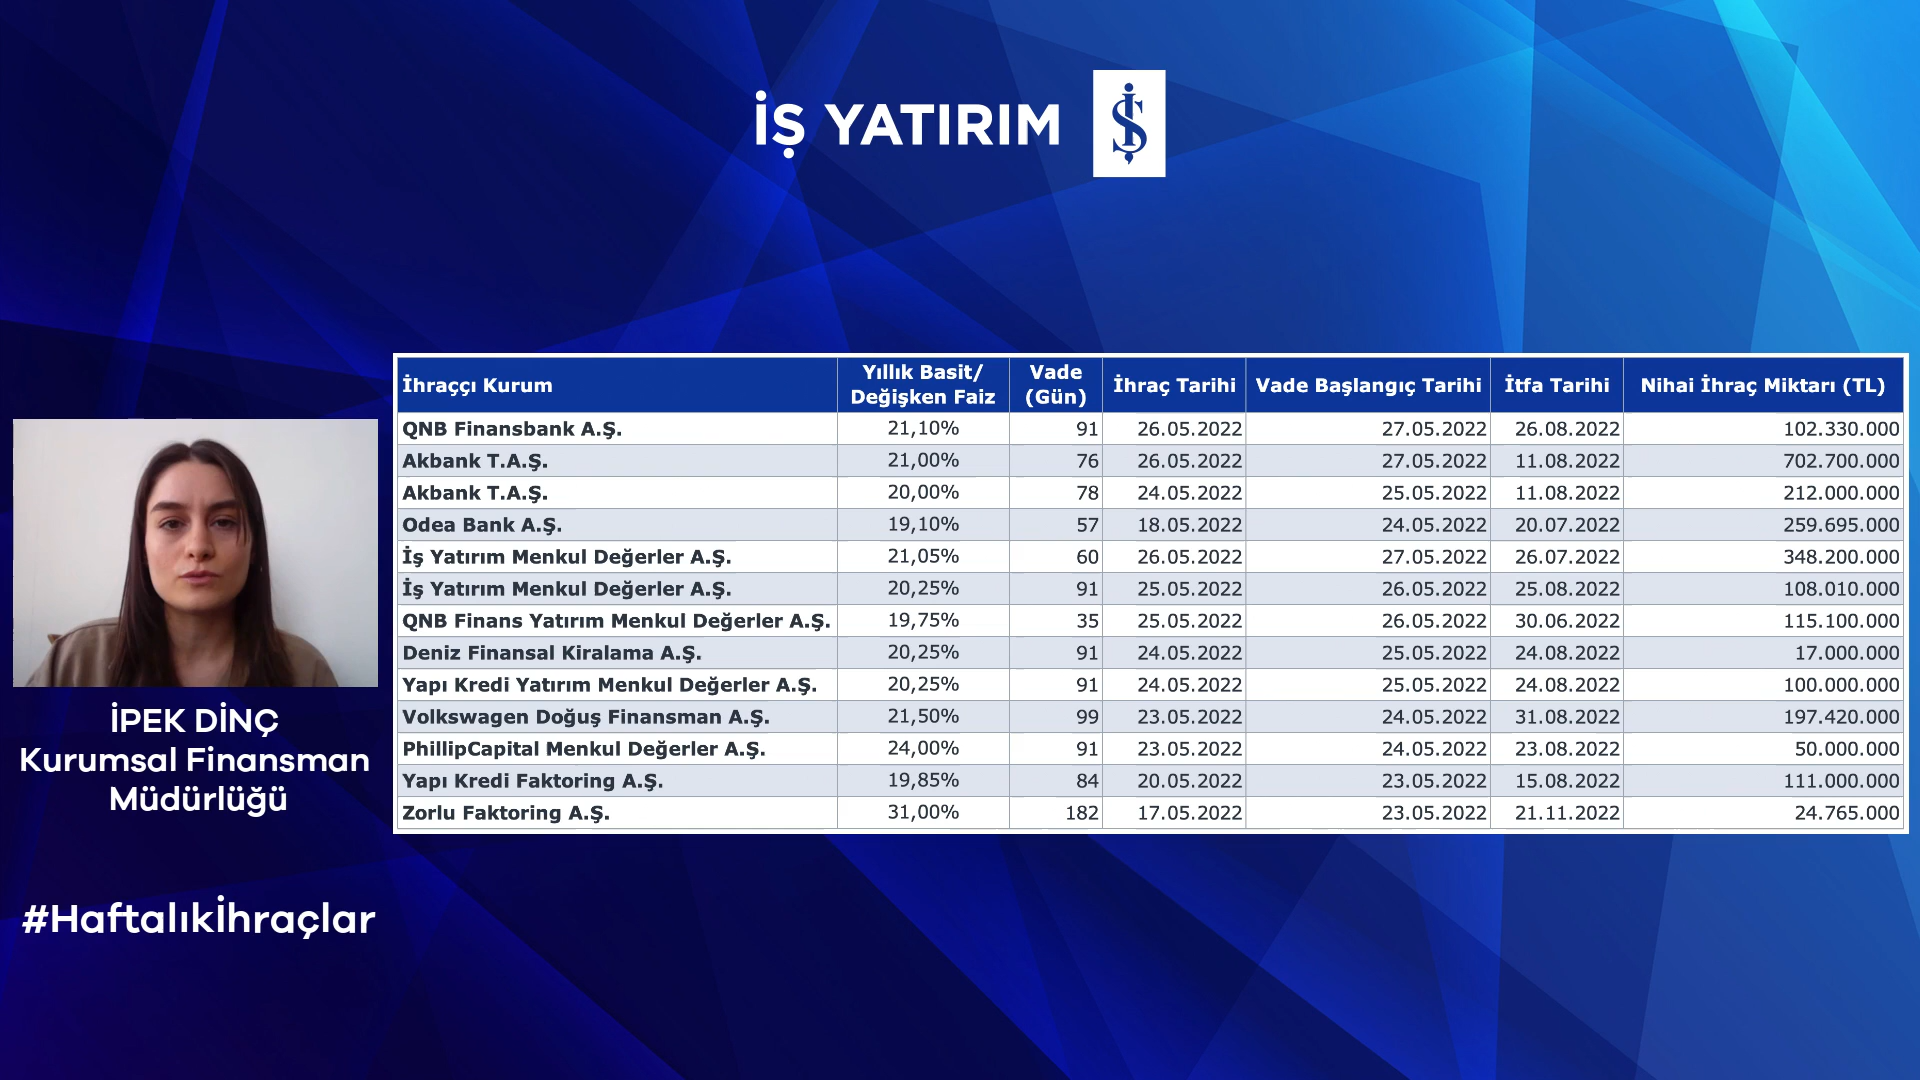 İŞ YATIRIM
İhraççı Kurum Yıllık Basit/ Değişken Faiz Vade (Gün) İhraç Tarihi Vade Başlangıç Tarihi İtfa Tarihi Nihai İhraç Miktarı (TL)
QNB Finansbank A.Ş. 21,10% 91 26.05.2022 27.05.2022 26.08.2022 102.330.000
Akbank T.A.Ş. 21,00% 76 26.05.2022 27.05.2022 11.08.2022 702.700.000
Akbank T.A.Ş. 20,00% 78 24.05.2022 25.05.2022 11.08.2022 212.000.000
Odea Bank A.Ş. 19,10% 57 18.05.2022 24.05.2022 20.07.2022 259.695.000
İş Yatırım Menkul Değerler A.Ş. 21,05% 60 26.05.2022 27.05.2022 26.07.2022 348.200.000
İş Yatırım Menkul Değerler A.Ş. 20,25% 91 25.05.2022 26.05.2022 25.08.2022 108.010.000
QNB Finans Yatırım Menkul Değerler A.Ş. 19,75% 35 25.05.2022 26.05.2022 30.06.2022 115.100.000
Deniz Finansal Kiralama A.Ş. 20,25% 91 24.05.2022 25.05.2022 24.08.2022 17.000.000
Yapı Kredi Yatırım Menkul Değerler A.Ş. 20,25% 91 24.05.2022 25.05.2022 24.08.2022 100.000.000
Volkswagen Doğuş Finansman A.Ş. 21,50% 99 23.05.2022 24.05.2022 31.08.2022 197.420.000
PhillipCapital Menkul Değerler A.Ş. 24,00% 91 23.05.2022 24.05.2022 23.08.2022 50.000.000
Yapı Kredi Faktoring A.Ş. 19,85% 84 20.05.2022 23.05.2022 15.08.2022 111.000.000
Zorlu Faktoring A.Ş. 31,00% 182 17.05.2022 23.05.2022 21.11.2022 24.765.000
İPEK DİNÇ
Kurumsal Finansman
Müdürlüğü
#Haftalıkİhraçlar